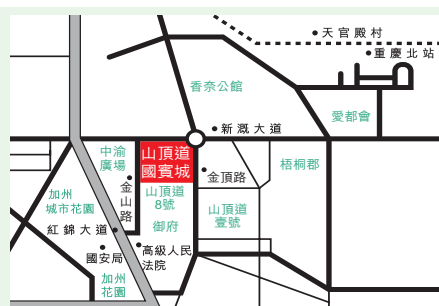 天官殿村
重慶北站
香奈公館
愛都會
新溉大道
中渝
廣場
山頂道
國賓城
梧桐郡
金頂路
金山路
加州
城市花園
山頂道
8號
山頂道
壹號
御府
紅錦大道
高級人民
法院
國安局
加州
花園